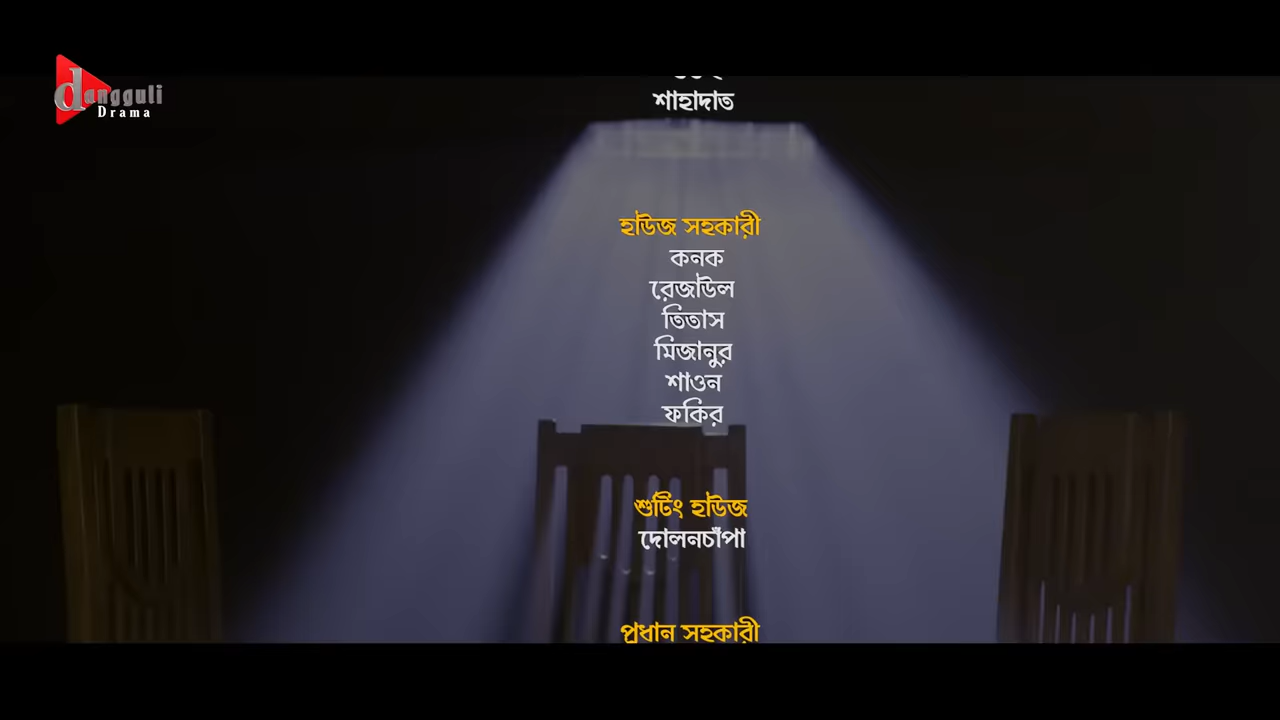 dangguli
Drama
শাহাদাত
হাউজ সহকারী
কনক
রেজাউল
তিতাস
মিজানুর
শাওন
ফকির
শুটিং হাউজ
দোলনচাঁপা
প্রধান সহকারী